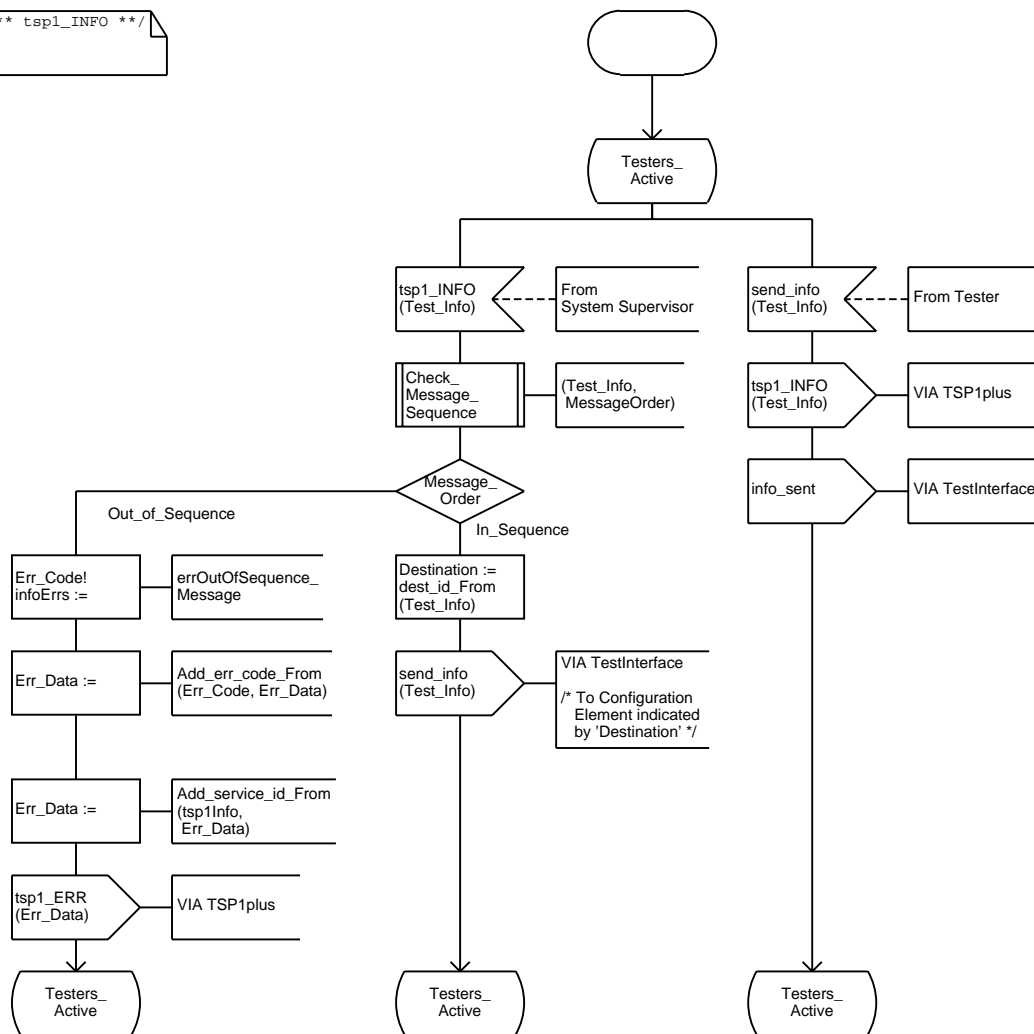 ** tsp1_INFO **/
Testers_
Active
tsp1_INFO
(Test_Info)
From
System Supervisor
send_info
(Test_Info)
From Tester
Check_
Message_
Sequence
(Test_Info,
MessageOrder)
tsp1_INFO
(Test_Info)
VIA TSP1plus
Message_
Order
info_sent
VIA TestInterface
Out_of_Sequence
In_Sequence
Err_Code!
infoErrs :=
errOutOfSequence_
Message
Destination :=
dest_id_From
(Test_Info)
Err_Data :=
Add_err_code_From
(Err_Code, Err_Data)
send_info
(Test_Info)
VIA TestInterface
/* To Configuration
Element indicated
by 'Destination' */
Err_Data :=
Add_service_id_From
(tsp1Info,
Err_Data)
tsp1_ERR
(Err_Data)
VIA TSP1plus
Testers_
Active
Testers_
Active
Testers_
Active